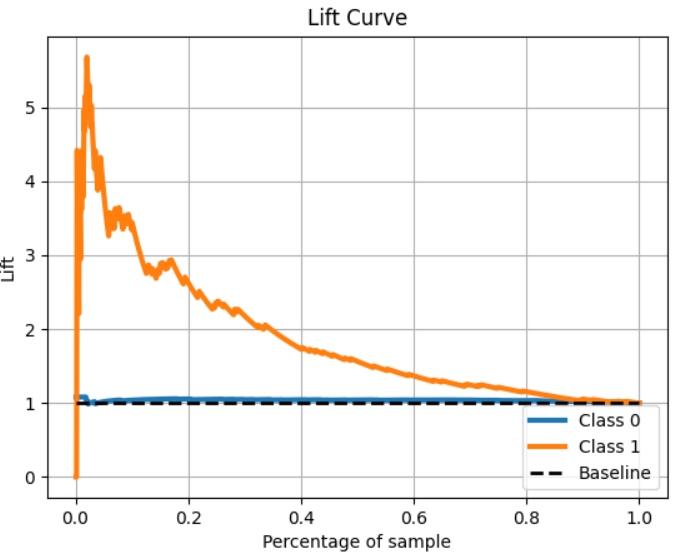 Lift Curve
Lift
5
4
3
2
1
0
0.0 0.2 0.4 0.6 0.8 1.0
Percentage of sample
Class 0
Class 1
Baseline